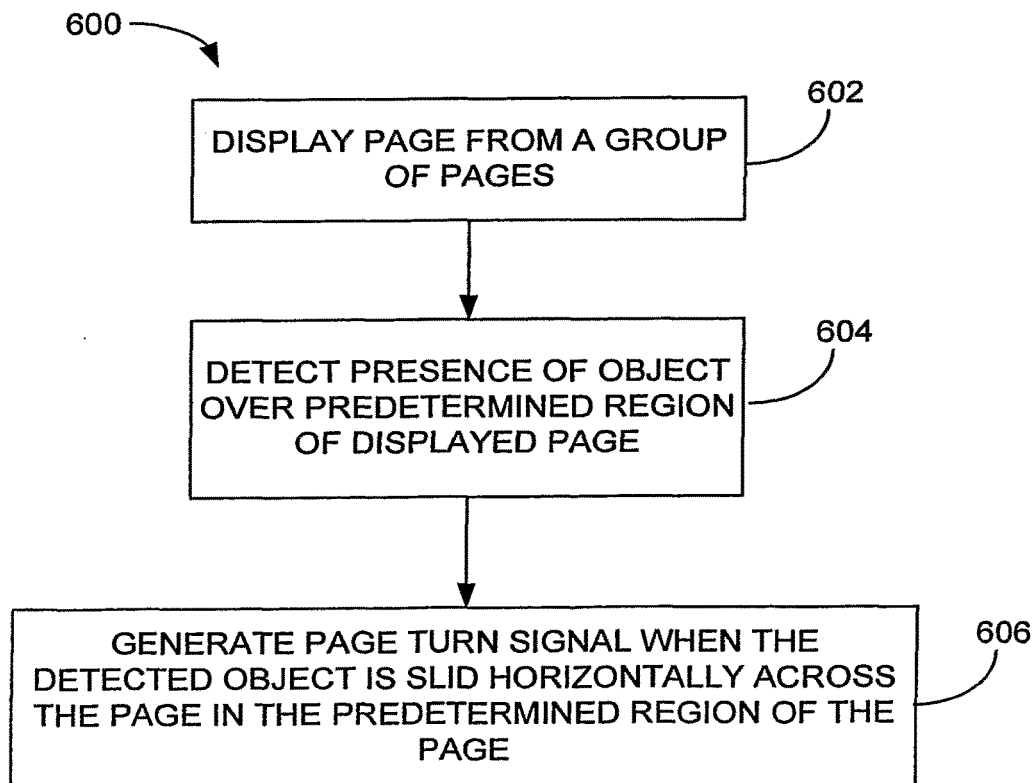 600
602
DISPLAY PAGE FROM A GROUP
OF PAGES
604
DETECT PRESENCE OF OBJECT
OVER PREDETERMINED REGION
OF DISPLAYED PAGE
606
GENERATE PAGE TURN SIGNAL WHEN THE
DETECTED OBJECT IS SLID HORIZONTALLY ACROSS
THE PAGE IN THE PREDETERMINED REGION OF THE
PAGE